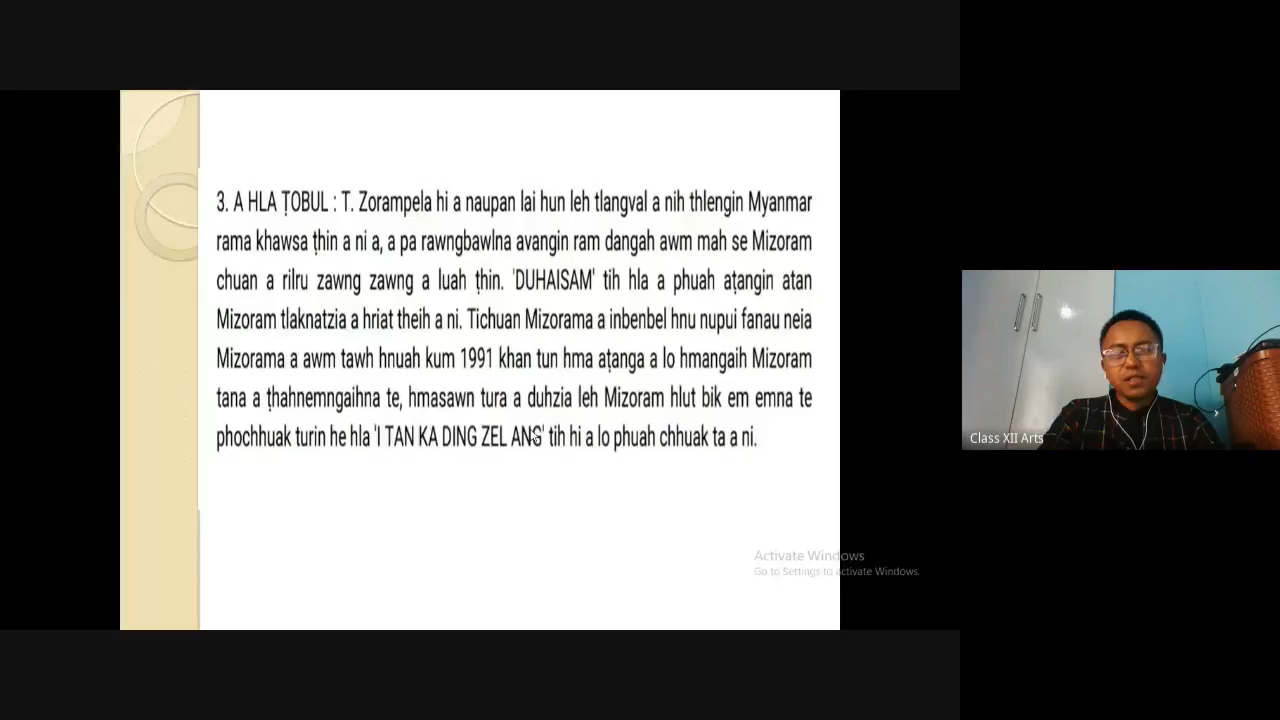 3. A HLA ṬOBUL : T. Zorampela hi a naupan lai hun leh tlangval a nih thlengin Myanmar
rama khawsa ṭhin a ni a, a pa rawngbawlna avangin ram dangah awm mah se Mizoram
chuan a rilru zawng zawng a luah ṭhin. 'DUHAISAM' tih hla a phuah aṭangin atan
Mizoram tlaknatzia a hriat theih a ni. Tichuan Mizorama a inbenbel hnu nupui fanau neia
Mizorama a awm tawh hnuah kum 1991 khan tun hma aṭanga a lo hmangaih Mizoram
tana a ṭhahnemngaihna te, hmasawn tura a duhzia leh Mizoram hlut bik em emna te
phochhuak turin he hla 'I TAN KA DING ZEL ANG' tih hi a lo phuah chhuak ta a ni.
Class XII Arts
Activate Windows
Go to Settings to activate Windows.